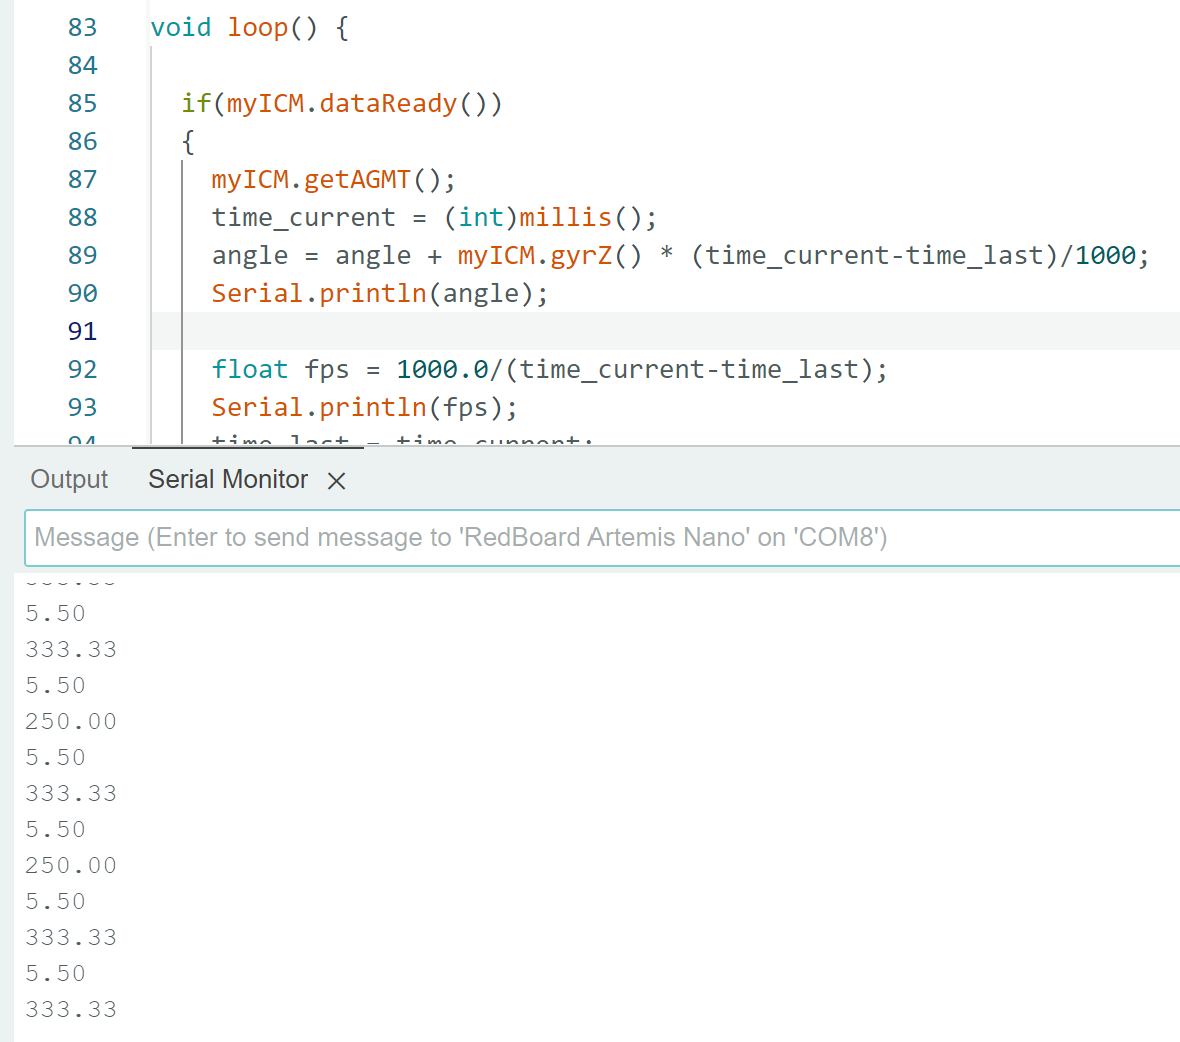 83 void loop() {
84
85 if(myICM.dataReady())
86 {
87 myICM.getAGMT();
88 time_current = (int)millis();
89 angle = angle + myICM.gyrZ() * (time_current-time_last)/1000;
90 Serial.println(angle);
91
92 float fps = 1000.0/(time_current-time_last);
93 Serial.println(fps);
94 time_last = time_current;
Output Serial Monitor
Message (Enter to send message to 'RedBoard Artemis Nano' on 'COM8')
5.50
333.33
5.50
250.00
5.50
333.33
5.50
250.00
5.50
333.33
5.50
333.33